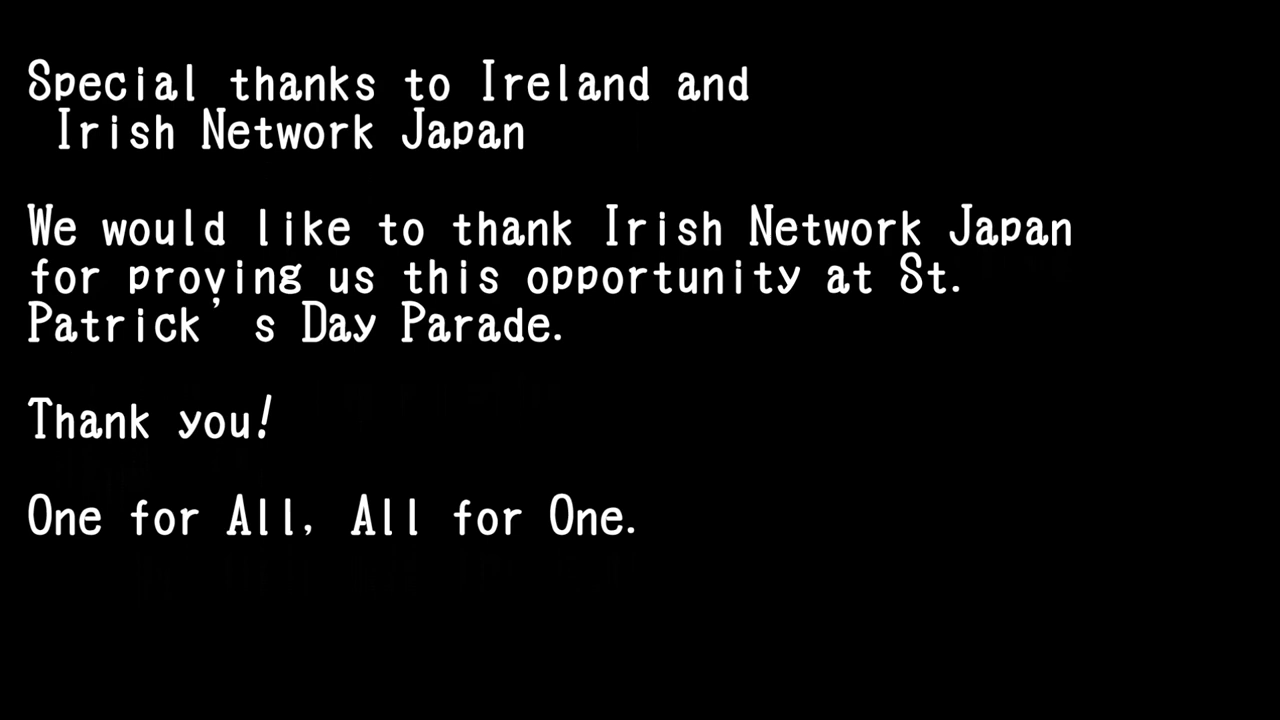 Special thanks to Ireland and
Irish Network Japan
We would like to thank Irish Network Japan
for proving us this opportunity at St.
Patrick’s Day Parade.
Thank you!
One for All, All for One.